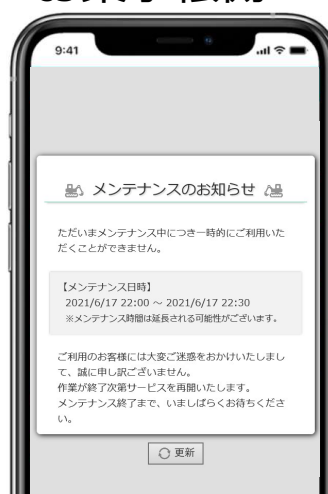 9:41
メンテナンスのお知らせ
ただいまメンテナンス中につき一時的にご利用いた
だくことができません。
【メンテナンス日時】
2021/6/17 22:00 ～ 2021/6/17 22:30
※メンテナンス時間は延長される可能性がございます。
ご利用のお客様には大変ご迷惑をおかけいたしまし
て、誠に申し訳ございません。
作業が終了次第サービスを再開いたします。
メンテナンス終了まで、いましばらくお待ちくださ
い。
更新